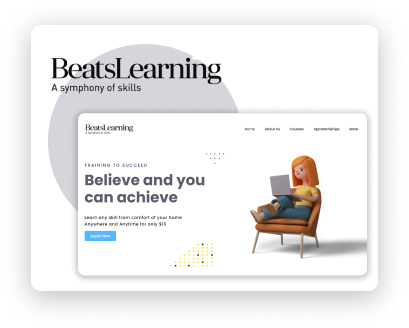 BeatsLearning
A symphony of skills
BeatsLearning
A symphony of skills
Home About Us Courses Apprenticeships More
TRAINING TO SUCCEED
Believe and you
can achieve
Learn any skill from comfort of your home
Anywhere and Anytime for only $10
Apply Now